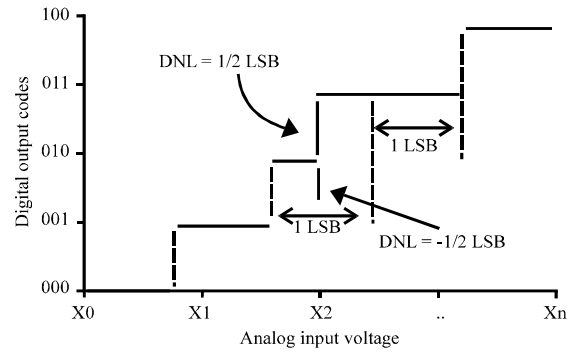 100
DNL = 1/2 LSB
011
1 LSB
010
Digital output codes
001
1 LSB
DNL = -1/2 LSB
000
X0 X1 X2 .. Xn
Analog input voltage